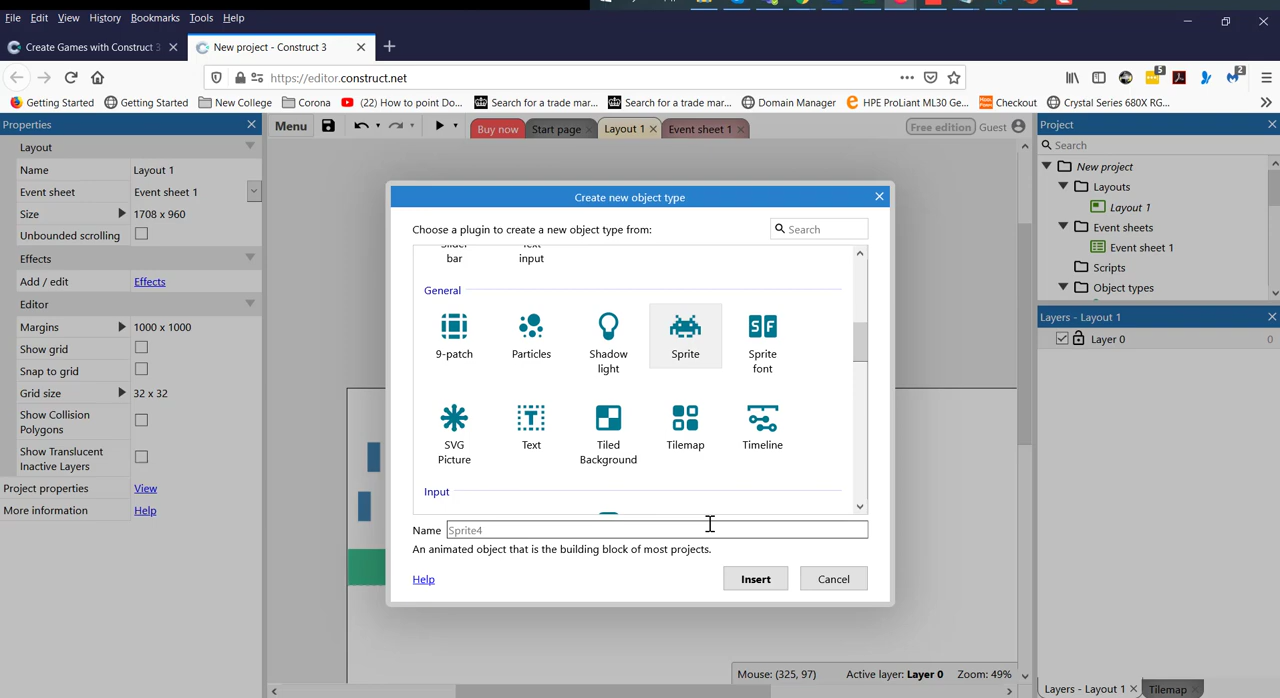 File Edit View History Bookmarks Tools Help
Create Games with Construct 3
New project - Construct 3
https://editor.construct.net
5
2
Getting Started Getting Started New College Corona (22) How to point Do... Search for a trade mar... Search for a trade mar... Domain Manager HPE ProLiant ML30 Ge... Checkout Crystal Series 680X RG...
Properties
Menu
Buy now Start page Layout 1 Event sheet 1
Free edition Guest
Project
Search
Layout
Name Layout 1
Event sheet Event sheet 1
Size 1708 x 960
Unbounded scrolling
Effects
Add / edit Effects
Editor
Margins 1000 x 1000
Show grid
Snap to grid
Grid size 32 x 32
Show Collision
Polygons
Show Translucent
Inactive Layers
Project properties View
More information Help
Create new object type
Choose a plugin to create a new object type from:
Search
Slider
bar
Text
input
General
9-patch
Particles
Shadow
light
Sprite
SF
Sprite
font
SVG
Picture
T
Text
Tiled
Background
Tilemap
Timeline
Input
Name Sprite4
An animated object that is the building block of most projects.
Help
Insert
Cancel
New project
Layouts
Layout 1
Event sheets
Event sheet 1
Scripts
Object types
Layers - Layout 1
Layer 0 0
Mouse: (325, 97) Active layer: Layer 0 Zoom: 49%
Layers - Layout 1 Tilemap